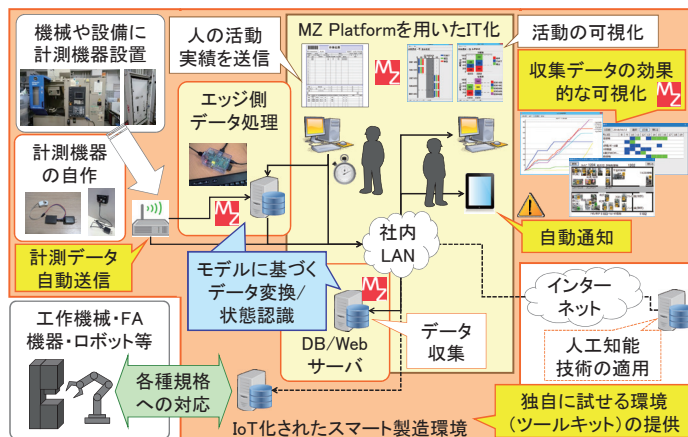 機械や設備に
計測機器設置
人の活動
実績を送信
MZ Platformを用いたIT化
活動の可視化
収集データの効果
的な可視化
MZ
MZ
エッジ側
データ処理
計測機器
の自作
MZ
計測データ
自動送信
社内
LAN
自動通知
モデルに基づく
データ変換/
状態認識
MZ
DB/Web
サーバ
データ
収集
インター
ネット
人工知能
技術の適用
工作機械・FA
機器・ロボット等
各種規格
への対応
IoT化されたスマート製造環境
独自に試せる環境
（ツールキット）の提供